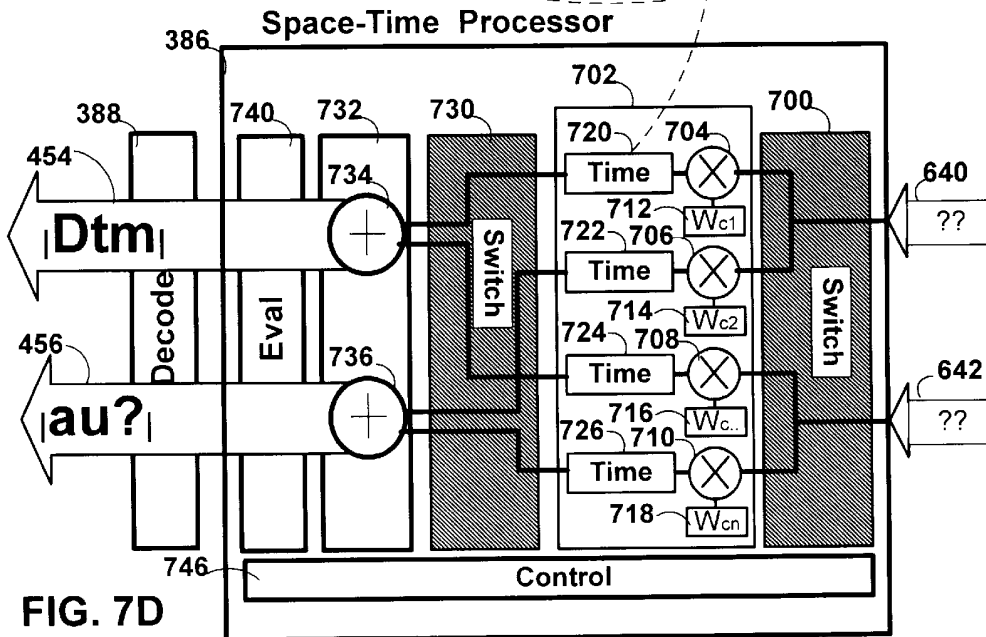 Space-Time Processor
386
702
388
740
732
730
720
704
700
454
734
Time
640
|Dtm|
712
Wc1
??
722
706
Switch
Time
714
Wc2
Switch
Decode
Eval
724
708
456
736
Time
642
|au?|
716
Wc..
??
726
710
Time
718
Wcn
746
Control
FIG. 7D